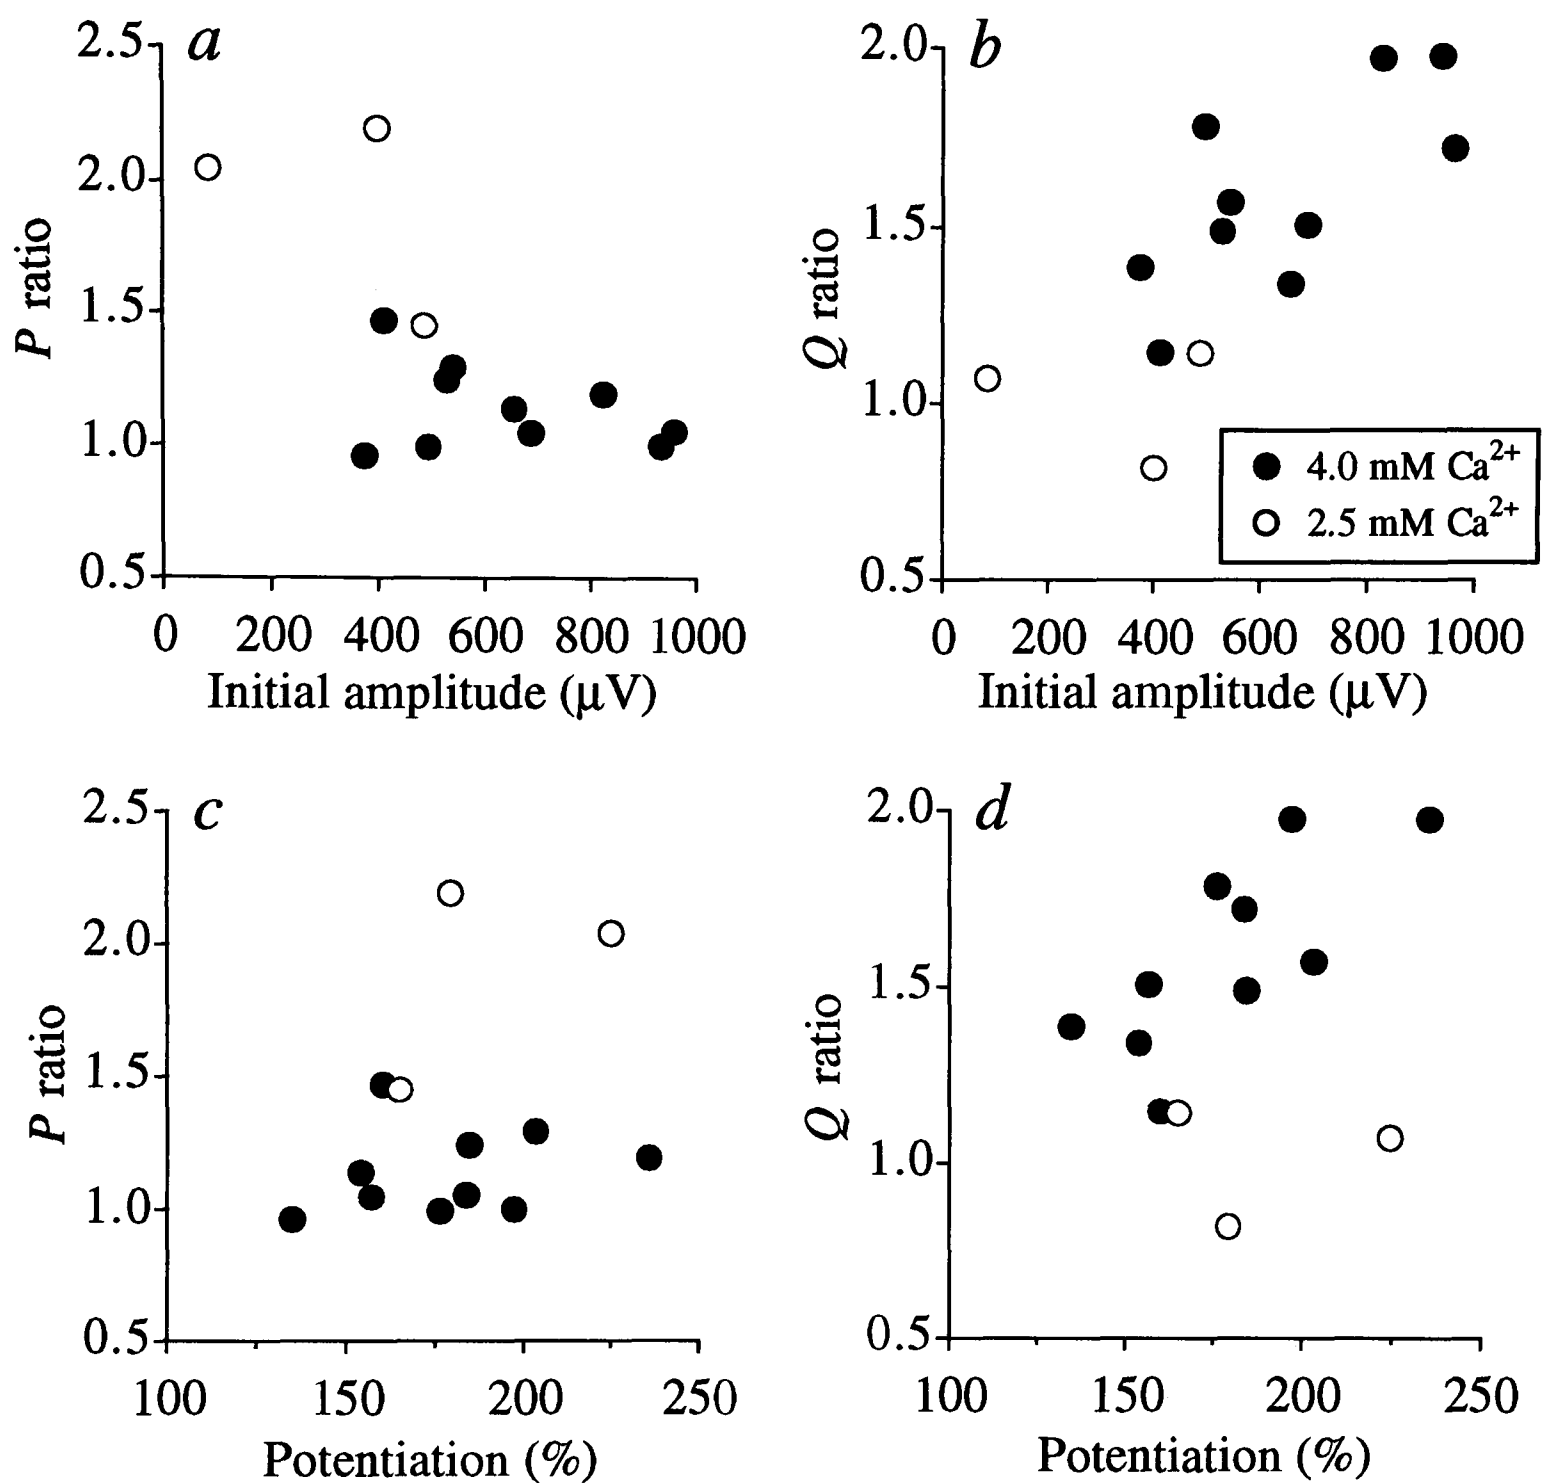 a
2.5
2.0
1.5
1.0
0.5
P ratio
0 200 400 600 800 1000
Initial amplitude (μV)
b
2.0
1.5
1.0
0.5
Q ratio
4.0 mM Ca²⁺
2.5 mM Ca²⁺
0 200 400 600 800 1000
Initial amplitude (μV)
c
2.5
2.0
1.5
1.0
0.5
P ratio
100 150 200 250
Potentiation (%)
d
2.0
1.5
1.0
0.5
Q ratio
100 150 200 250
Potentiation (%)